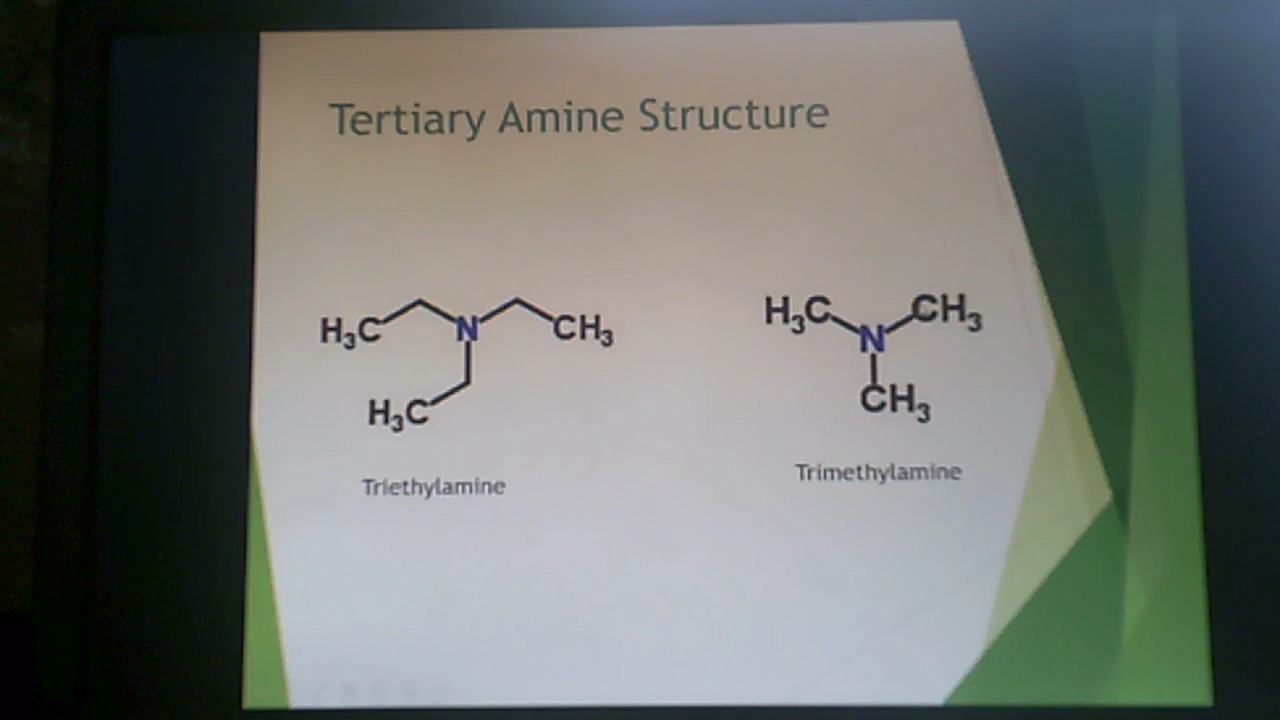 Tertiary Amine Structure
H₃C N CH₃
H₃C
Triethylamine
H₃C N CH₃
CH₃
Trimethylamine